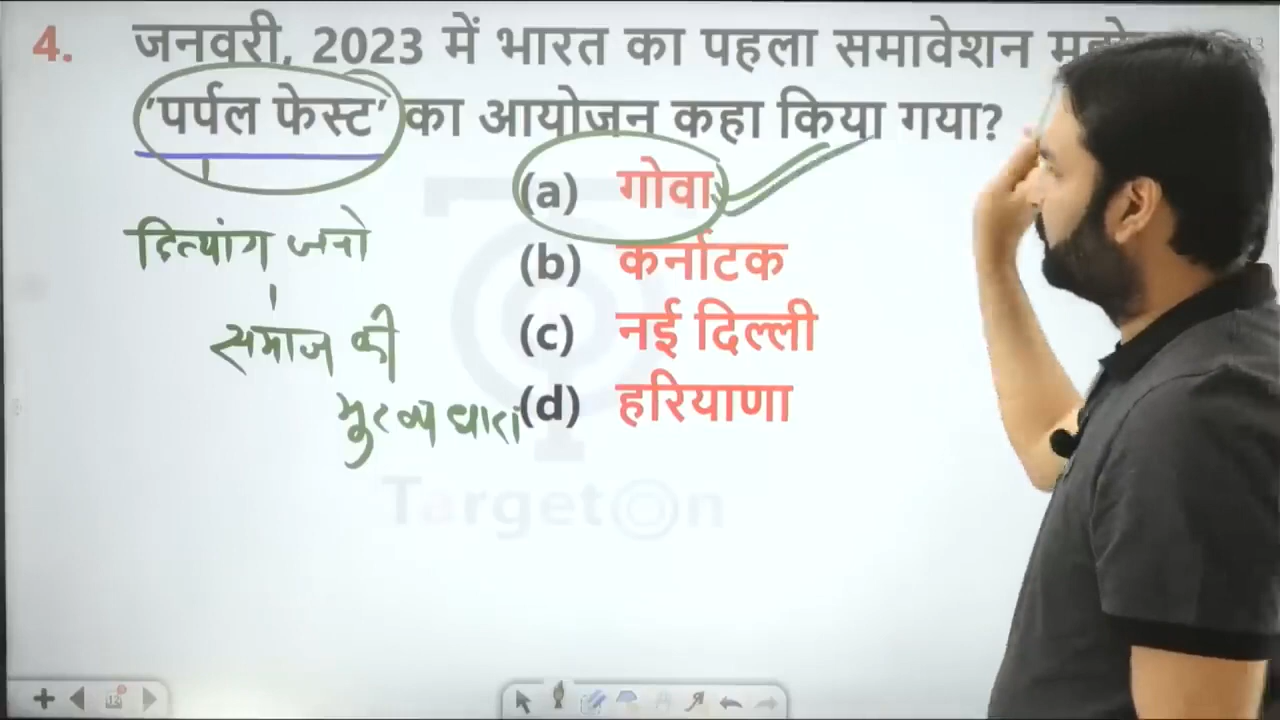 4. जनवरी, 2023 में भारत का पहला समावेशन
'पर्पल फेस्ट' का आयोजन कहा किया गया?
(a) गोवा
(b) कर्नाटक
(c) नई दिल्ली
(d) हरियाणा
दिव्यांग जनो
समाज की
मुख्य धारा
Target On